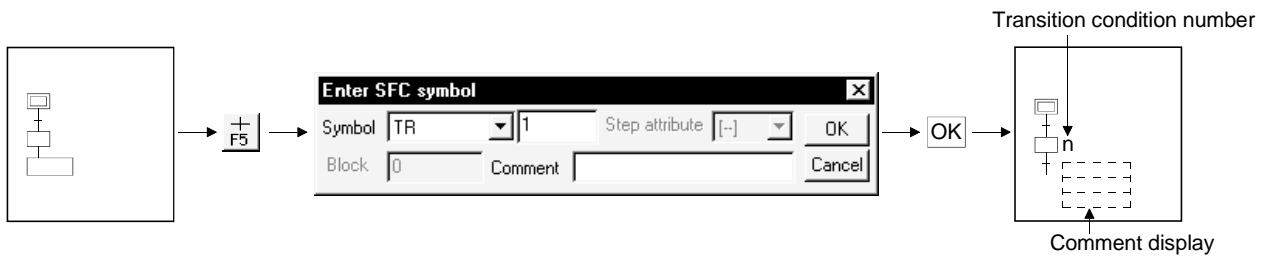 Transition condition number
Enter SFC symbol
Symbol TR 1 Step attribute [--] OK
Block 0 Comment Cancel
F5
OK
n
Comment display